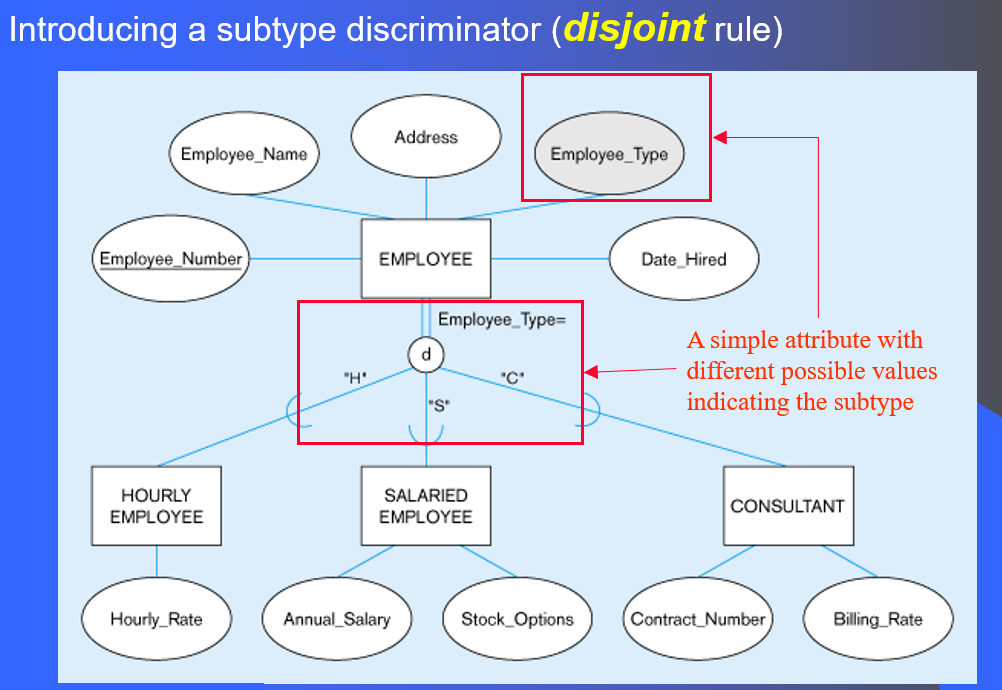 Introducing a subtype discriminator (disjoint rule)
Employee_Name
Address
Employee_Type
Employee_Number
EMPLOYEE
Date_Hired
Employee_Type=
d
"H"
"S"
"C"
A simple attribute with
different possible values
indicating the subtype
HOURLY
EMPLOYEE
SALARIED
EMPLOYEE
CONSULTANT
Hourly_Rate
Annual_Salary
Stock_Options
Contract_Number
Billing_Rate